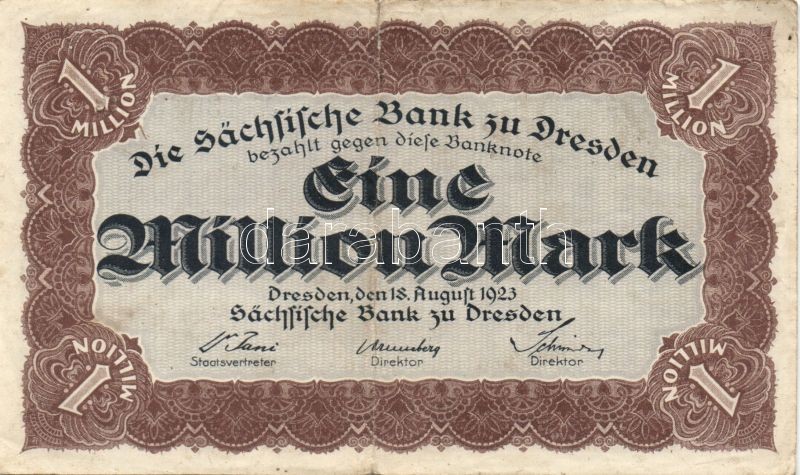 1 MILLION
1 MILLION
Die Sächsische Bank zu Dresden
bezahlt gegen diese Banknote
Eine
Million Mark
darabanth
Dresden, den 18. August 1923
Sächsische Bank zu Dresden
Staatsvertreter
Direktor
Direktor
1 MILLION
1 MILLION